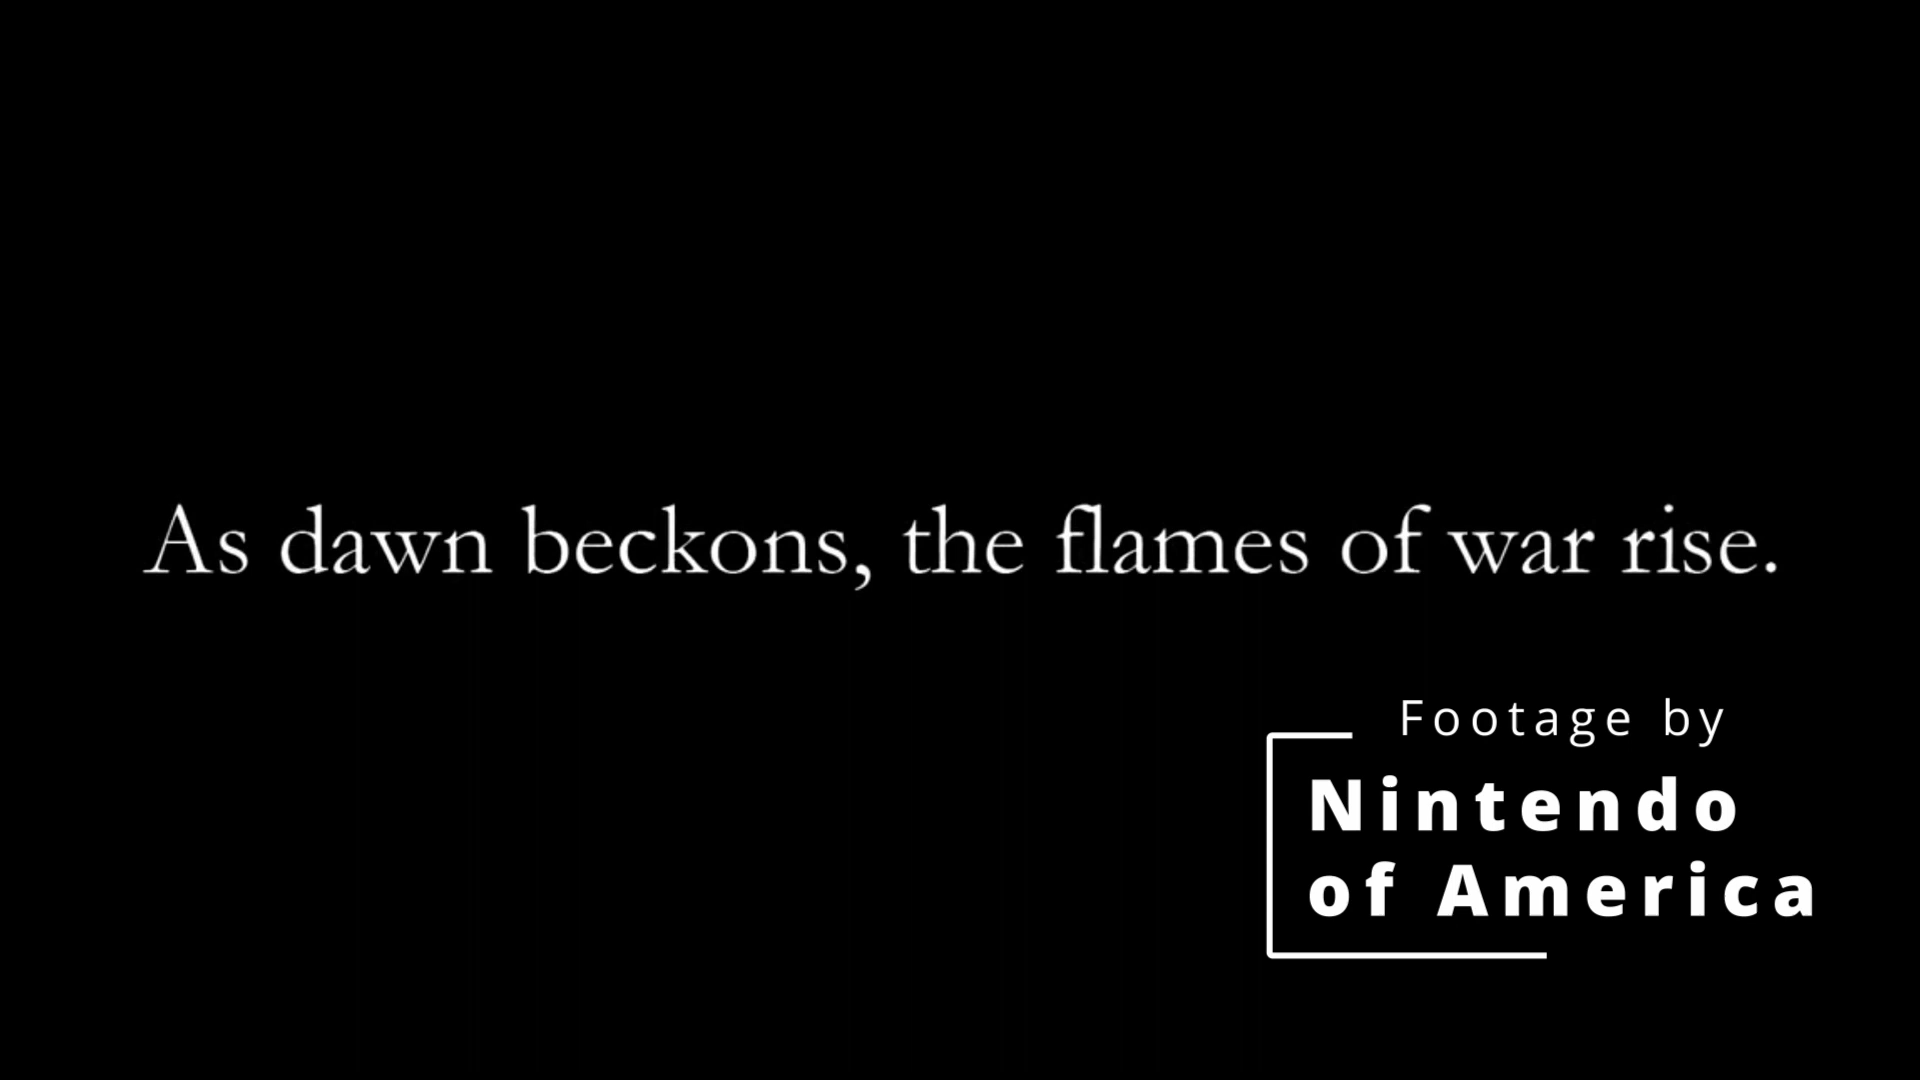 As dawn beckons, the flames of war rise.
Footage by
Nintendo
of America